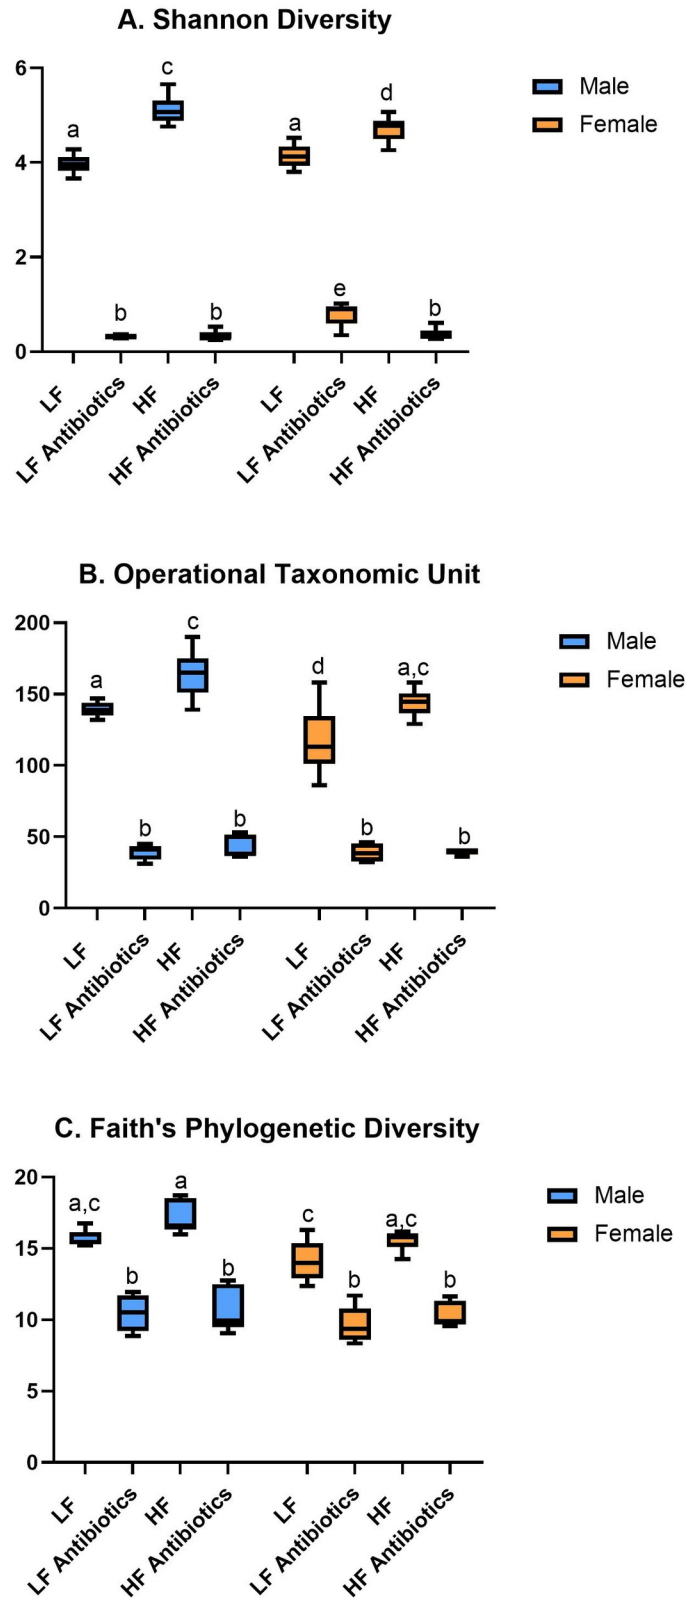 A. Shannon Diversity
6
4
2
0
a
b
c
b
a
e
d
b
LF
LF Antibiotics
HF
HF Antibiotics
LF
LF Antibiotics
HF
HF Antibiotics
Male
Female
B. Operational Taxonomic Unit
200
150
100
50
0
a
b
c
b
d
b
a,c
b
LF
LF Antibiotics
HF
HF Antibiotics
LF
LF Antibiotics
HF
HF Antibiotics
Male
Female
C. Faith's Phylogenetic Diversity
20
15
10
5
0
a,c
b
a
b
c
b
a,c
b
LF
LF Antibiotics
HF
HF Antibiotics
LF
LF Antibiotics
HF
HF Antibiotics
Male
Female